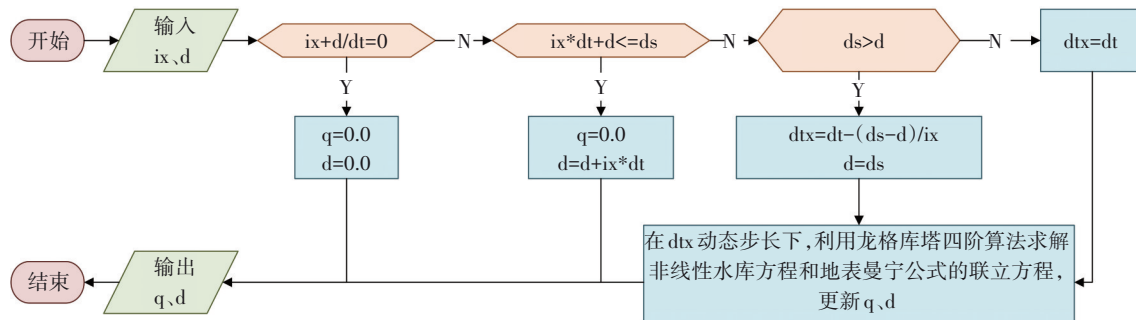 开始
输入
ix、d
ix+d/dt=0
N
ix*dt+d<=ds
N
ds>d
N
dtx=dt
Y
Y
Y
q=0.0
d=0.0
q=0.0
d=d+ix*dt
dtx=dt-(ds-d)/ix
d=ds
在dtx动态步长下,利用龙格库塔四阶算法求解
非线性水库方程和地表曼宁公式的联立方程,
更新q、d
输出
q、d
结束